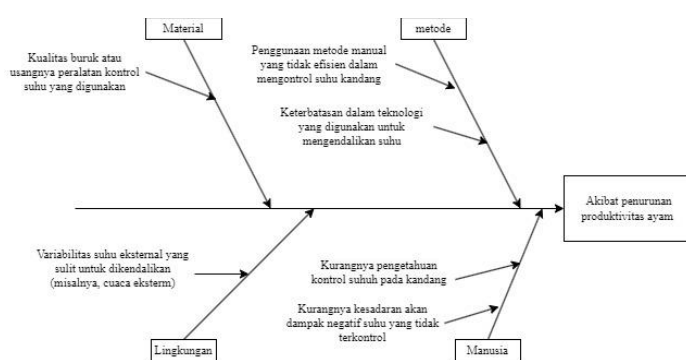 Material
metode
Kualitas buruk atau
usangnya peralatan kontrol
suhu yang digunakan
Penggunaan metode manual
yang tidak efisien dalam
mengontrol suhu kandang
Keterbatasan dalam teknologi
yang digunakan untuk
mengendalikan suhu
Akibat penurunan
produktivitas ayam
Variabilitas suhu eksternal yang
sulit untuk dikendalikan
(misalnya, cuaca eksterm)
Kurangnya pengetahuan
kontrol suhuh pada kandang
Kurangnya kesadaran akan
dampak negatif suhu yang tidak
terkontrol
Lingkungan
Manusia